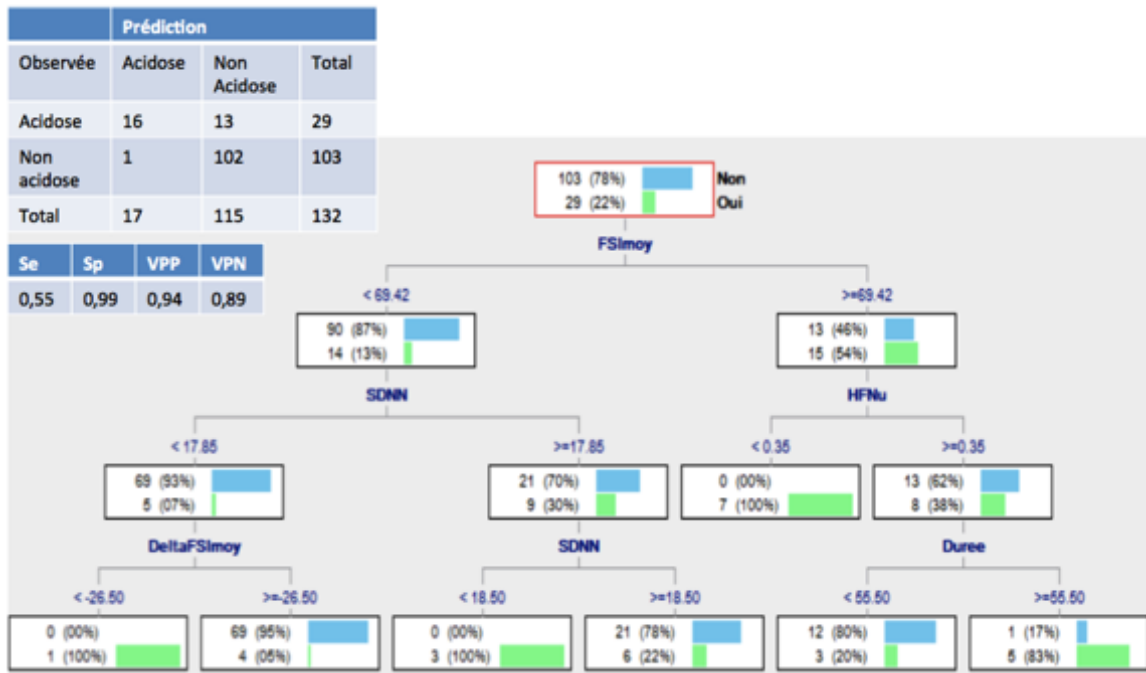 Prédiction
Observée Acidose Non Acidose Total
Acidose 16 13 29
Non acidose 1 102 103
Total 17 115 132
Se Sp VPP VPN
0,55 0,99 0,94 0,89
103 (78%) Non
29 (22%) Oui
FSImoy
< 69.42 >=69.42
90 (87%) 13 (46%)
14 (13%) 15 (54%)
SDNN HFNu
< 17.85 >=17.85 < 0.35 >=0.35
69 (93%) 21 (70%) 0 (00%) 13 (62%)
5 (07%) 9 (30%) 7 (100%) 8 (38%)
DeltaFSImoy SDNN Duree
< -26.50 >=-26.50 < 18.50 >=18.50 < 55.50 >=55.50
0 (00%) 69 (95%) 0 (00%) 21 (78%) 12 (80%) 1 (17%)
1 (100%) 4 (05%) 3 (100%) 6 (22%) 3 (20%) 5 (83%)